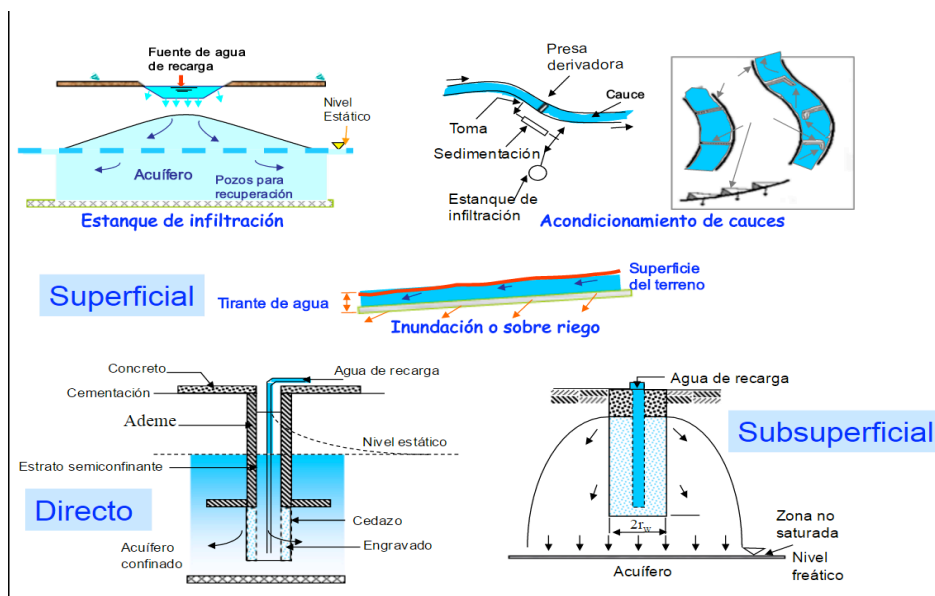 Fuente de agua
de recarga
Nivel
Estático
Acuífero
Pozos para
recuperación
Estanque de infiltración
Presa
derivadora
Cauce
Toma
Sedimentación
Estanque de
infiltración
Acondicionamiento de cauces
Superficial
Tirante de agua
Superficie
del terreno
Inundación o sobre riego
Concreto
Cementación
Ademe
Agua de recarga
Nivel estático
Estrato semiconfinante
Directo
Cedazo
Engravado
Acuífero
confinado
Agua de recarga
Subsuperficial
2rw
Zona no
saturada
Nivel
freático
Acuífero